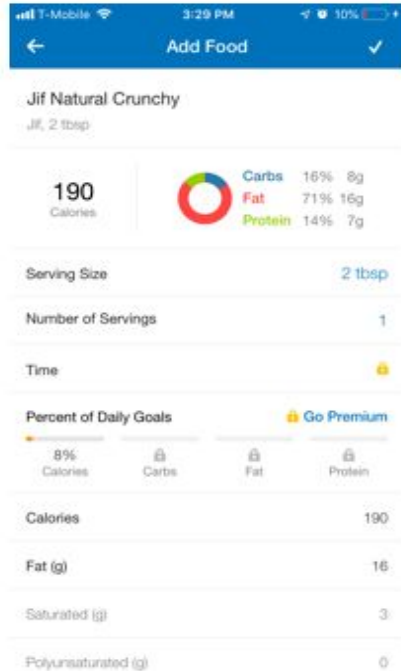 T-Mobile 3:29 PM 10%
Add Food
Jif Natural Crunchy
Jif, 2 tbsp
190
Calories
Carbs 16% 8g
Fat 71% 16g
Protein 14% 7g
Serving Size 2 tbsp
Number of Servings 1
Time
Percent of Daily Goals Go Premium
8%
Calories Carbs Fat Protein
Calories 190
Fat (g) 16
Saturated (g) 3
Polyunsaturated (g) 0